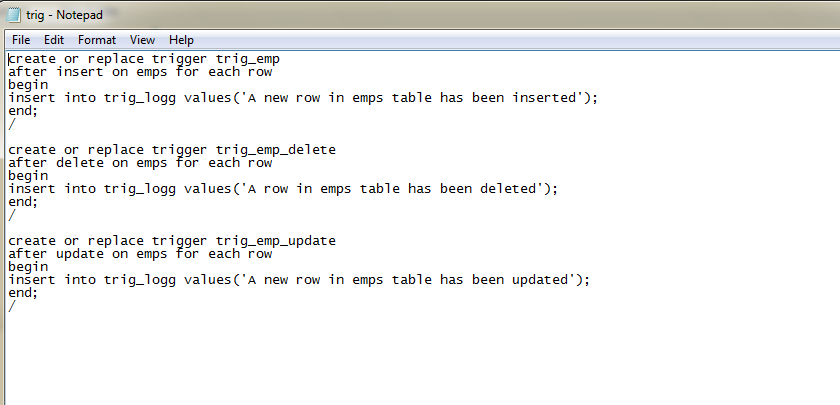 trig - Notepad
File Edit Format View Help
create or replace trigger trig_emp
after insert on emps for each row
begin
insert into trig_logg values('A new row in emps table has been inserted');
end;
/
create or replace trigger trig_emp_delete
after delete on emps for each row
begin
insert into trig_logg values('A row in emps table has been deleted');
end;
/
create or replace trigger trig_emp_update
after update on emps for each row
begin
insert into trig_logg values('A new row in emps table has been updated');
end;
/